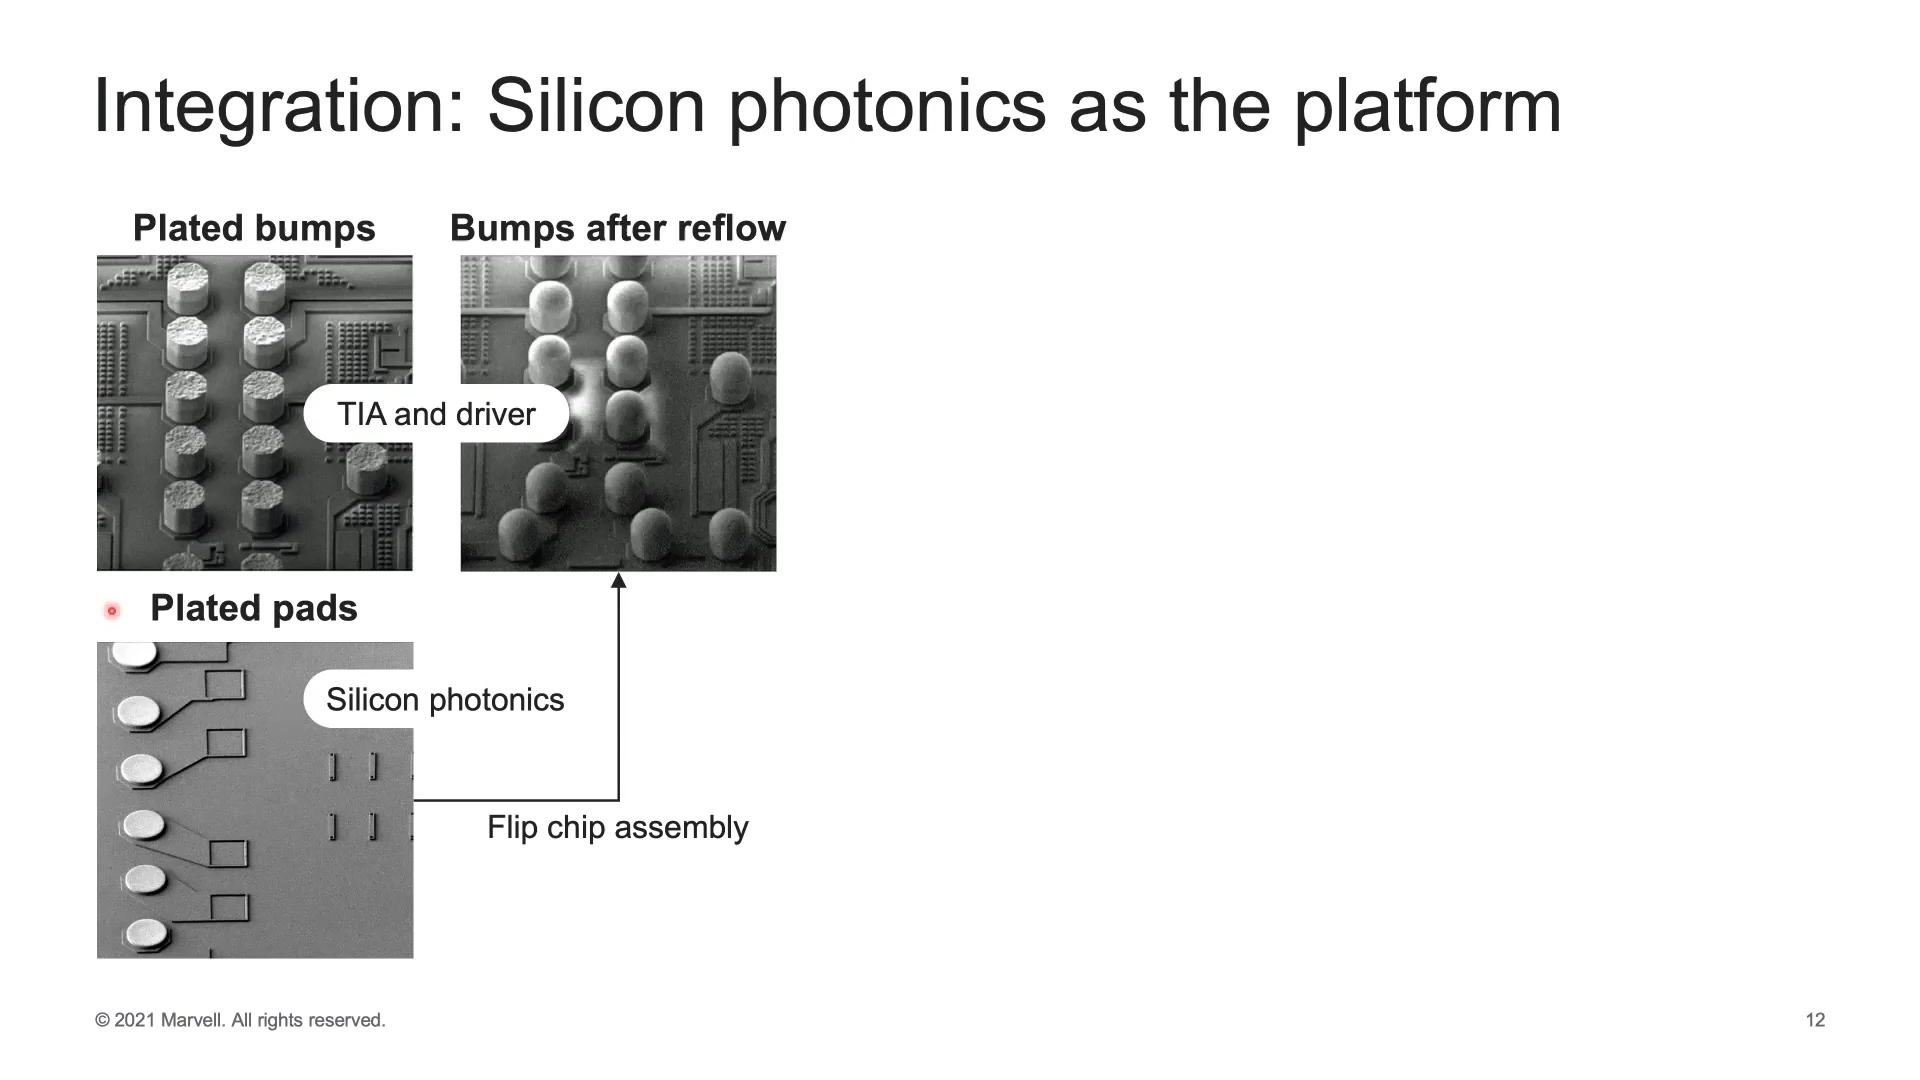 Integration: Silicon photonics as the platform
Plated bumps
Bumps after reflow
TIA and driver
Plated pads
Silicon photonics
Flip chip assembly
© 2021 Marvell. All rights reserved.
12